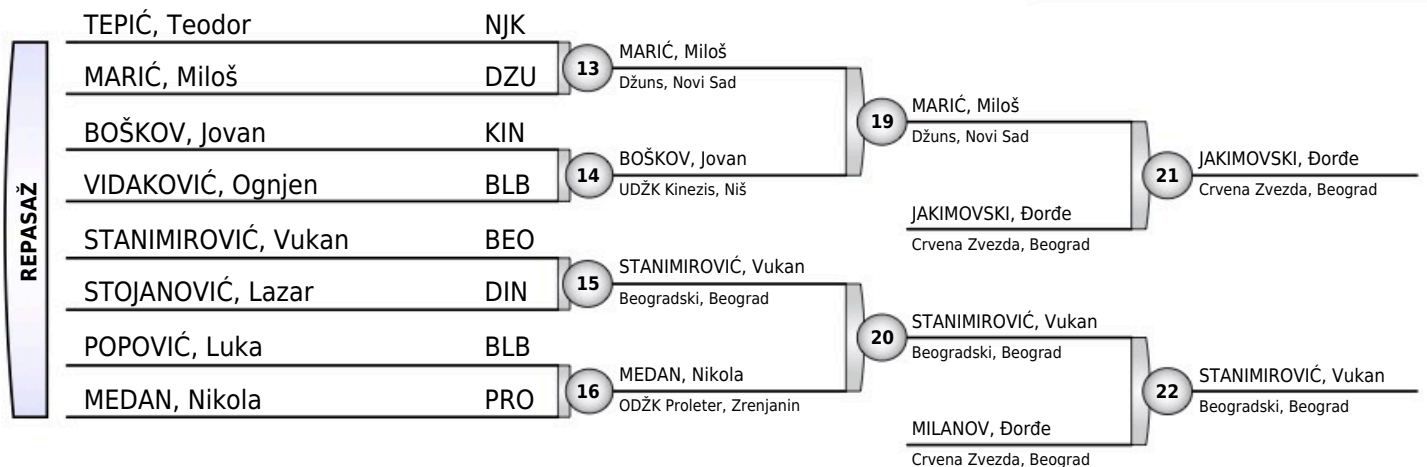 REPASAŽ
TEPIĆ, Teodor NJK
MARIĆ, Miloš DZU
BOŠKOV, Jovan KIN
VIDAKOVIĆ, Ognjen BLB
STANIMIROVIĆ, Vukan BEO
STOJANOVIĆ, Lazar DIN
POPOVIĆ, Luka BLB
MEDAN, Nikola PRO
13
MARIĆ, Miloš
Džuns, Novi Sad
14
BOŠKOV, Jovan
UDŽK Kinezis, Niš
15
STANIMIROVIĆ, Vukan
Beogradski, Beograd
16
MEDAN, Nikola
ODŽK Proleter, Zrenjanin
19
MARIĆ, Miloš
Džuns, Novi Sad
JAKIMOVSKI, Đorđe
Crvena Zvezda, Beograd
20
STANIMIROVIĆ, Vukan
Beogradski, Beograd
MILANOV, Đorđe
Crvena Zvezda, Beograd
21
JAKIMOVSKI, Đorđe
Crvena Zvezda, Beograd
22
STANIMIROVIĆ, Vukan
Beogradski, Beograd